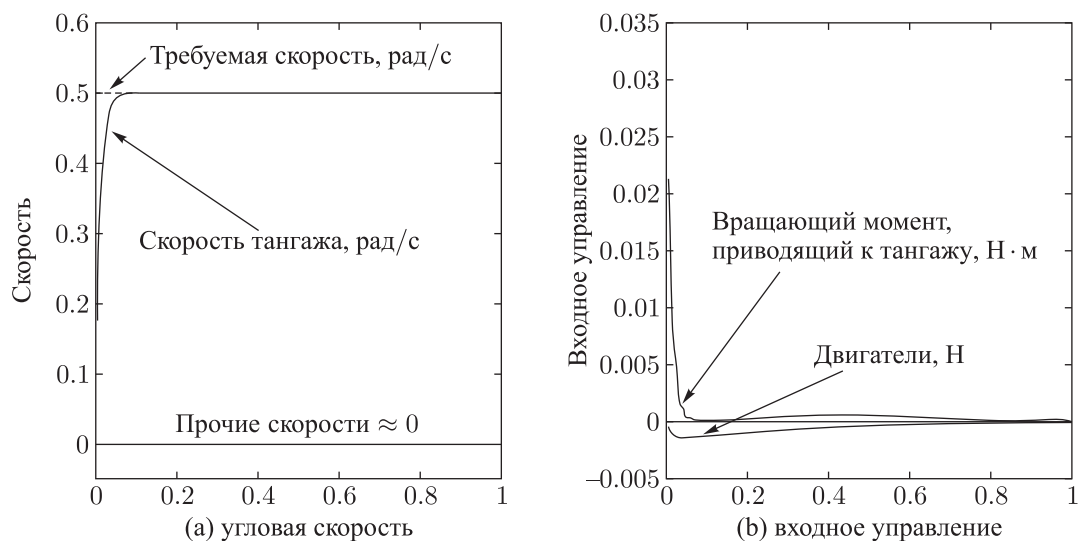 0.6
0.5
0.4
0.3
0.2
0.1
0
Скорость
Требуемая скорость, рад/с
Скорость тангажа, рад/с
Прочие скорости ≈ 0
0 0.2 0.4 0.6 0.8 1
(a) угловая скорость
0.035
0.03
0.025
0.02
0.015
0.01
0.005
0
−0.005
Входное управление
Вращающий момент,
приводящий к тангажу, Н · м
Двигатели, Н
0 0.2 0.4 0.6 0.8 1
(b) входное управление